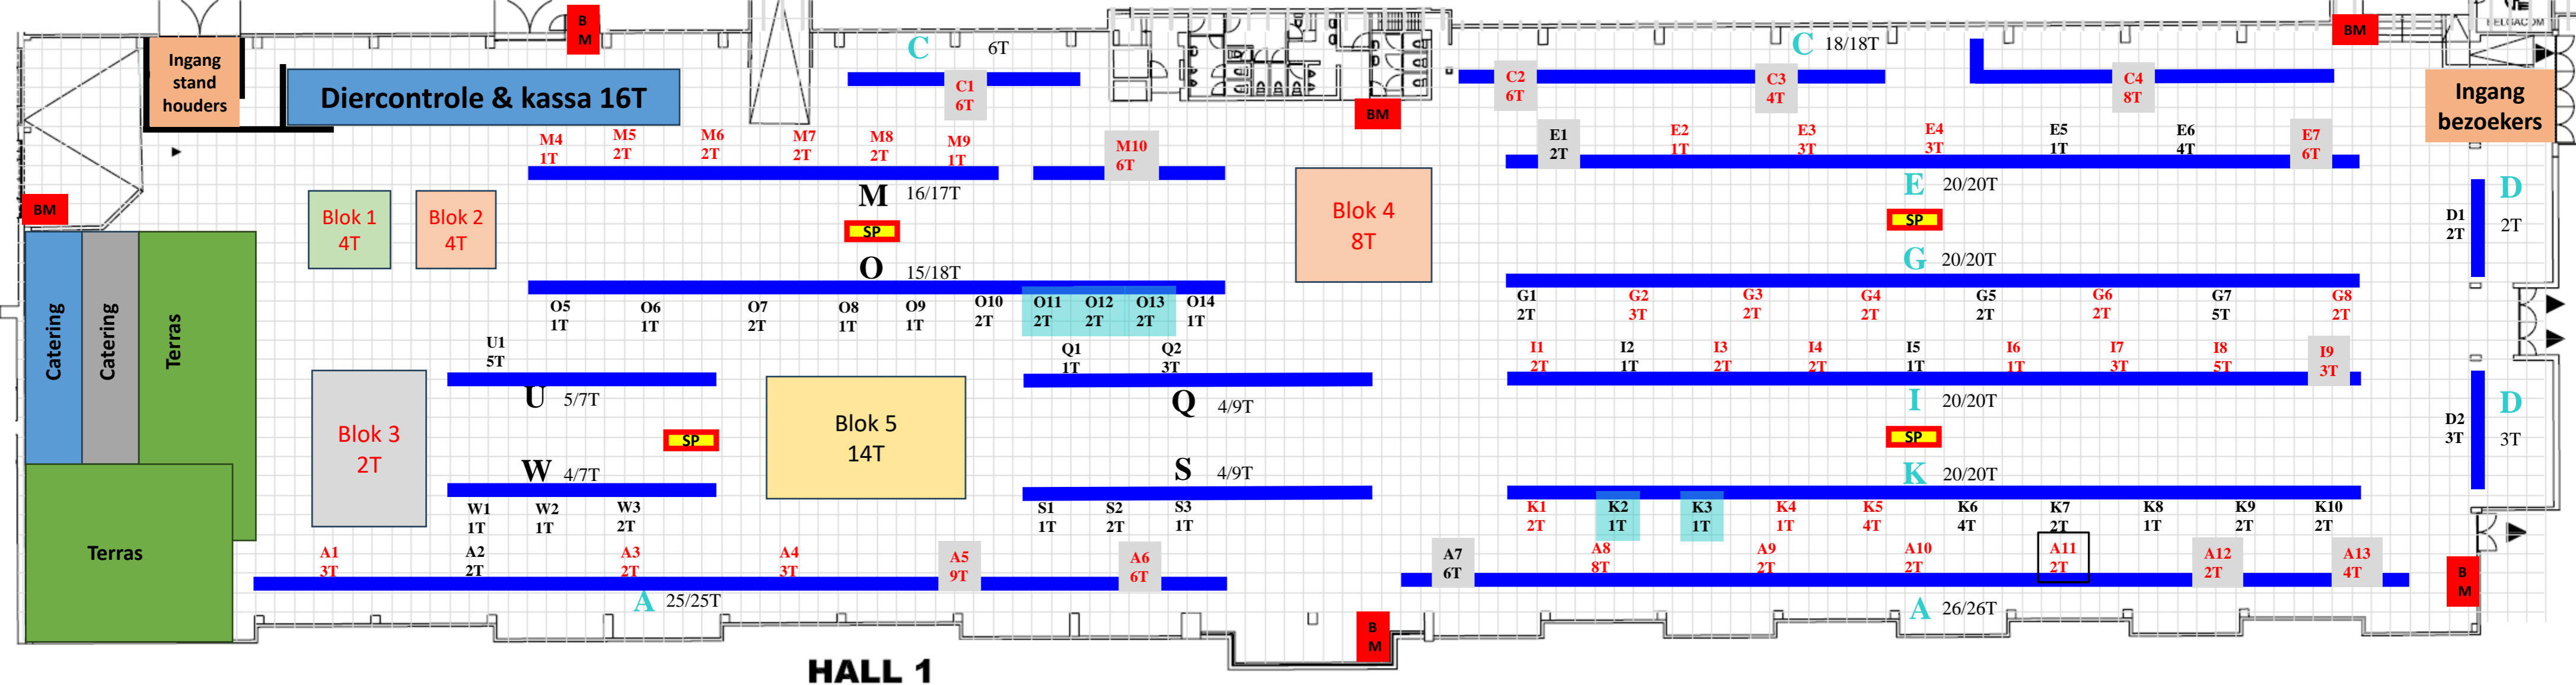 B
M
BELGACOM
BM
Ingang
stand
houders
Diercontrole & kassa 16T
C 6T
C1
6T
C 18/18T
C2
6T
C3
4T
C4
8T
BM
Ingang
bezoekers
M4
1T
M5
2T
M6
2T
M7
2T
M8
2T
M9
1T
M10
6T
E1
2T
E2
1T
E3
3T
E4
3T
E5
1T
E6
4T
E7
6T
M 16/17T
E 20/20T
BM
Blok 1
4T
Blok 2
4T
SP
Blok 4
8T
SP
D1
2T
D
2T
O 15/18T
G 20/20T
O5
1T
O6
1T
O7
2T
O8
1T
O9
1T
O10
2T
O11
2T
O12
2T
O13
2T
O14
1T
G1
2T
G2
3T
G3
2T
G4
2T
G5
2T
G6
2T
G7
5T
G8
2T
Catering
Catering
Terras
U1
5T
Q1
1T
Q2
3T
I1
2T
I2
1T
I3
2T
I4
2T
I5
1T
I6
1T
I7
3T
I8
5T
I9
3T
U 5/7T
Q 4/9T
I 20/20T
Blok 3
2T
SP
Blok 5
14T
SP
D2
3T
D
3T
W 4/7T
S 4/9T
K 20/20T
W1
1T
W2
1T
W3
2T
S1
1T
S2
2T
S3
1T
K1
2T
K2
1T
K3
1T
K4
1T
K5
4T
K6
4T
K7
2T
K8
1T
K9
2T
K10
2T
Terras
A1
3T
A2
2T
A3
2T
A4
3T
A5
9T
A6
6T
A7
6T
A8
8T
A9
2T
A10
2T
A11
2T
A12
2T
A13
4T
B
M
A 25/25T
A 26/26T
B
M
HALL 1